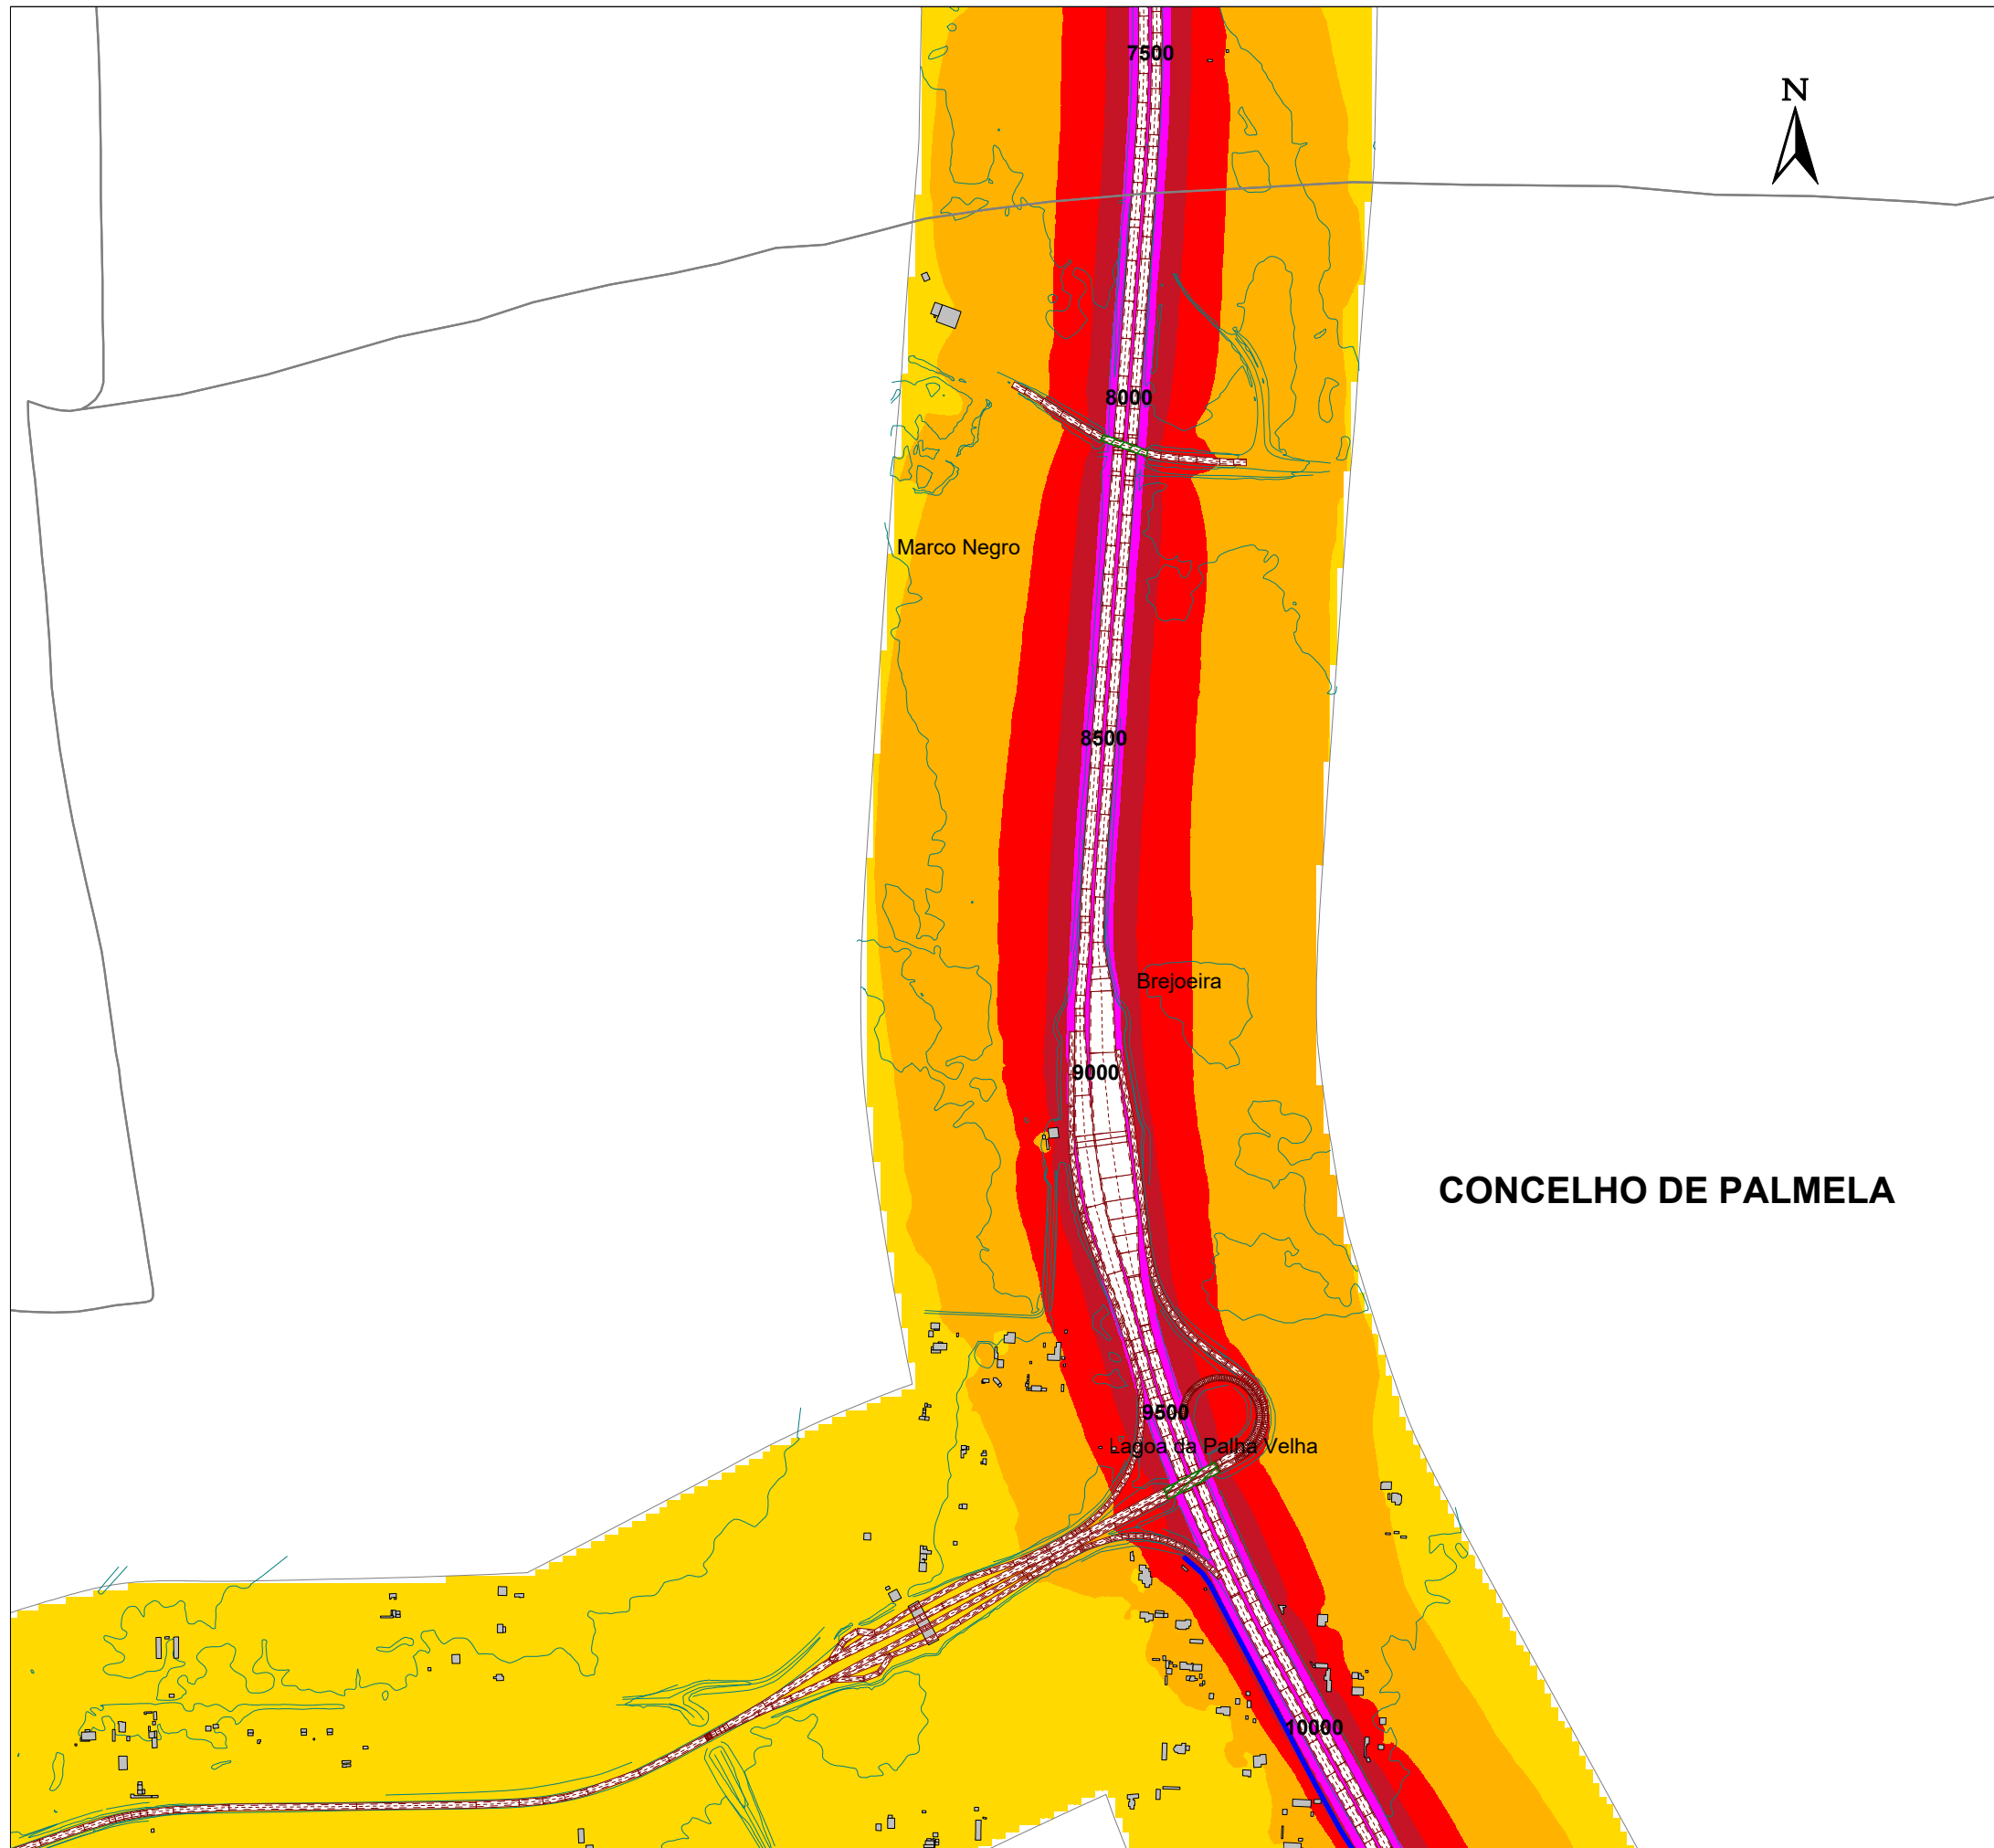 7500
N
8000
Marco Negro
8500
Brejoeira
9000
CONCELHO DE PALMELA
9500
Lagoa da Palha Velha
10000